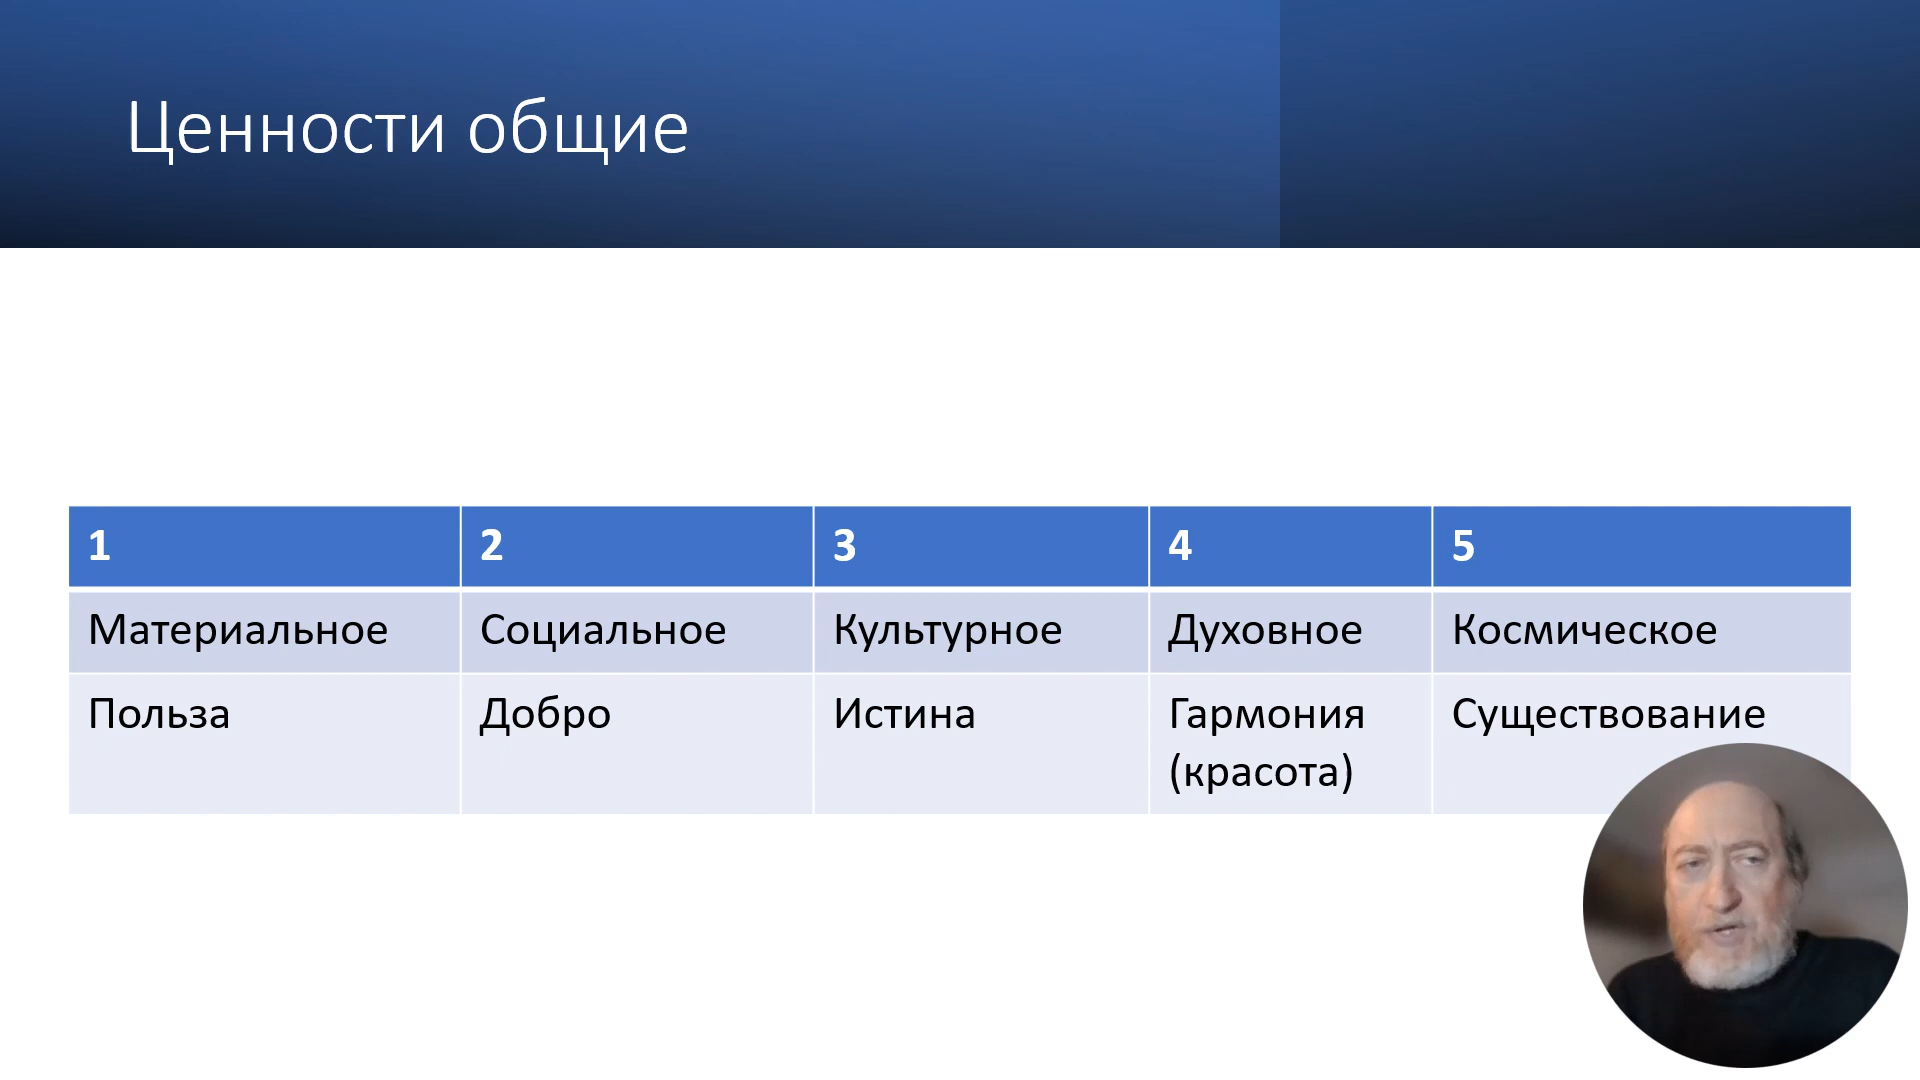 Ценности общие
1 2 3 4 5
Материальное Социальное Культурное Духовное Космическое
Польза Добро Истина Гармония Существование
(красота)